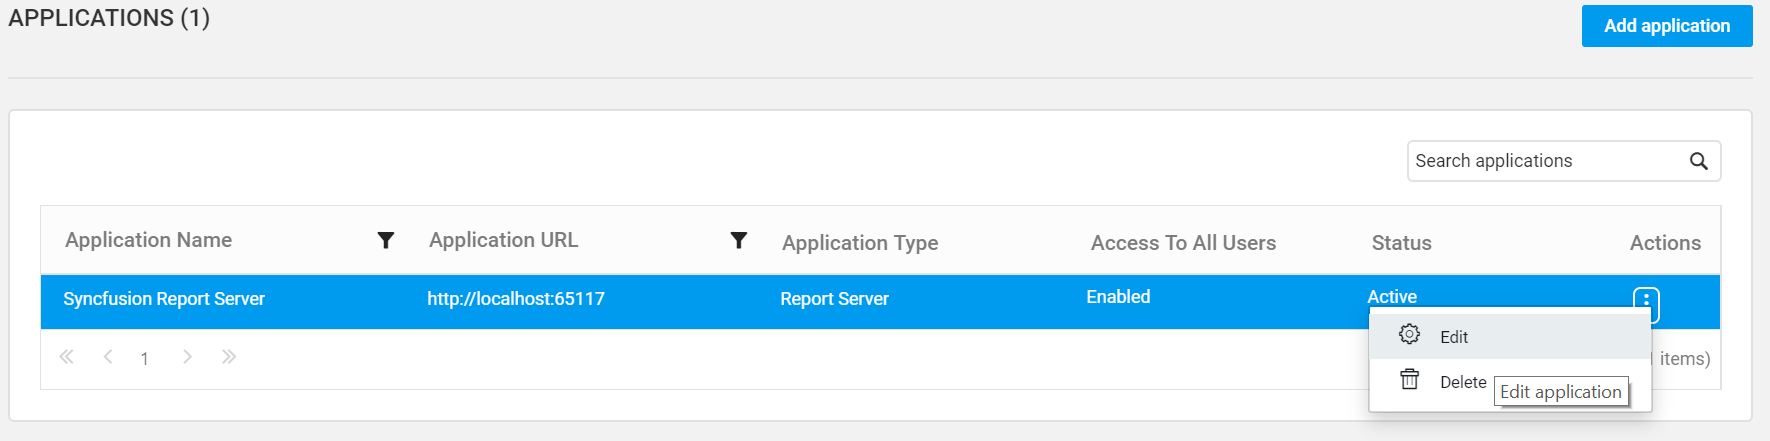 APPLICATIONS (1)
Add application
Search applications
Application Name Application URL Application Type Access To All Users Status Actions
Syncfusion Report Server http://localhost:65117 Report Server Enabled Active
1 items)
Edit
Delete
Edit application